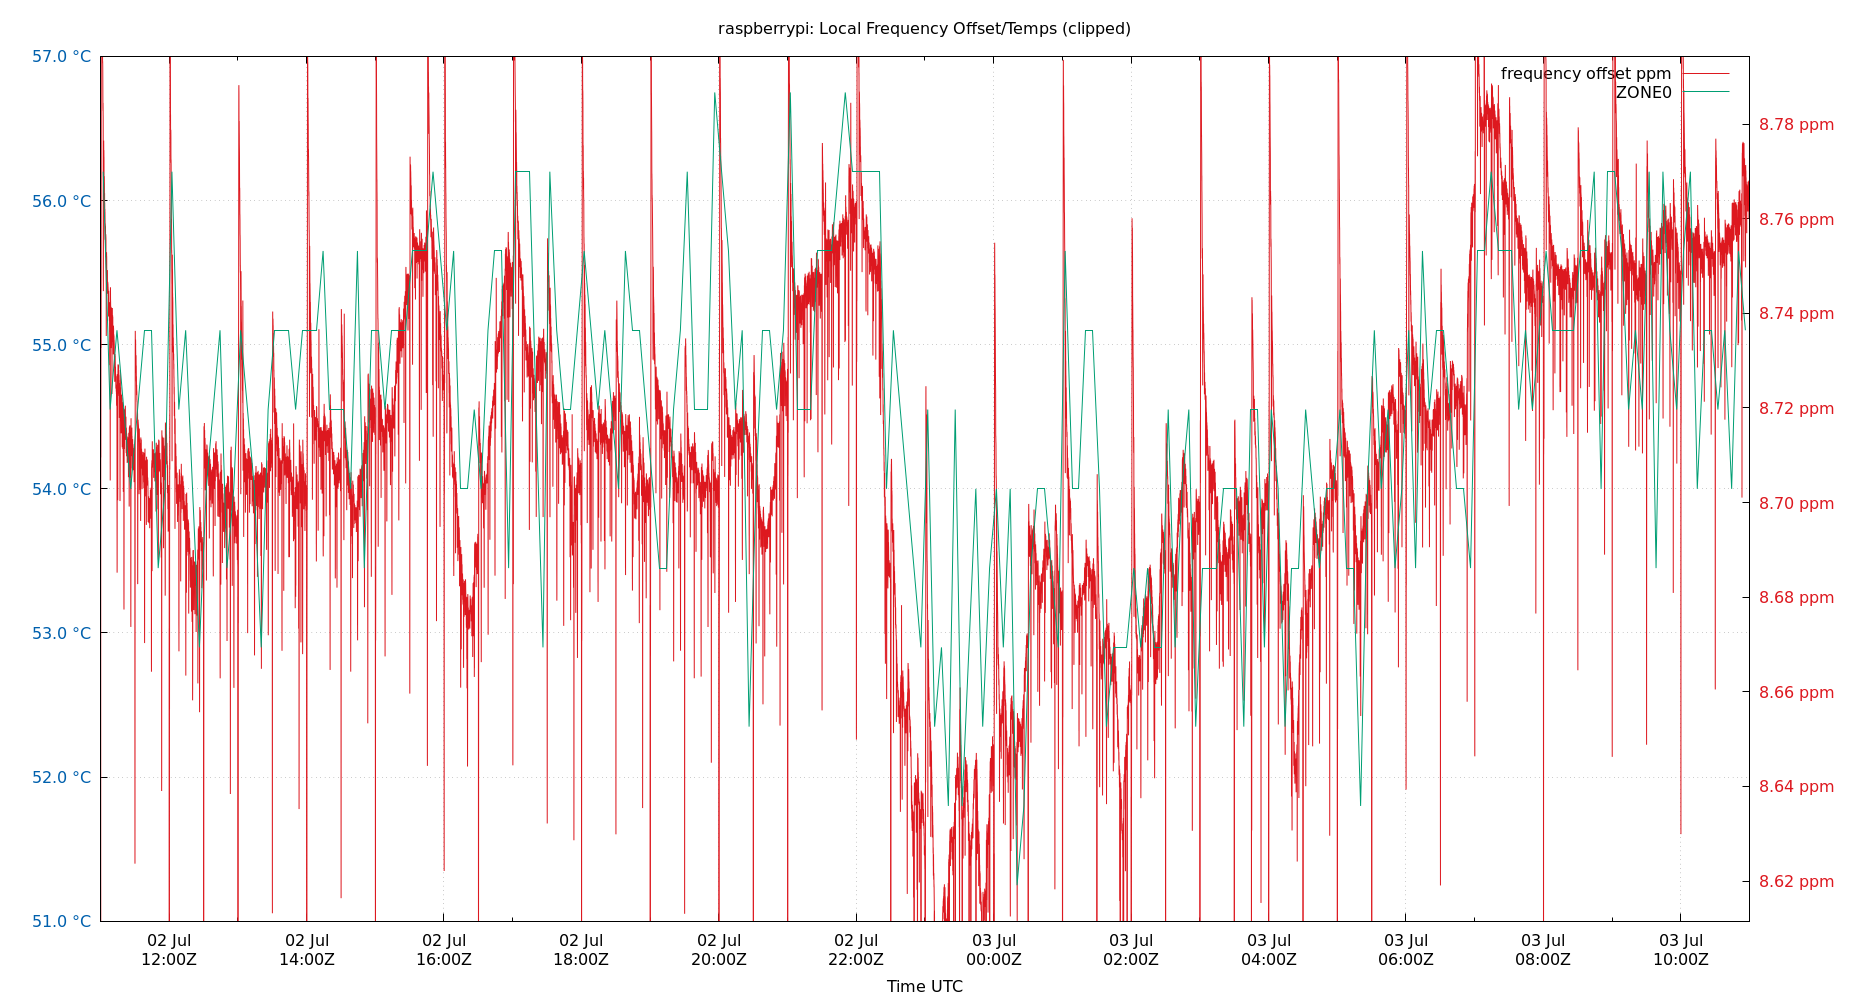 raspberrypi: Local Frequency Offset/Temps (clipped)
57.0 °C
56.0 °C
55.0 °C
54.0 °C
53.0 °C
52.0 °C
51.0 °C
frequency offset ppm
ZONE0
8.78 ppm
8.76 ppm
8.74 ppm
8.72 ppm
8.70 ppm
8.68 ppm
8.66 ppm
8.64 ppm
8.62 ppm
02 Jul
12:00Z
02 Jul
14:00Z
02 Jul
16:00Z
02 Jul
18:00Z
02 Jul
20:00Z
02 Jul
22:00Z
03 Jul
00:00Z
03 Jul
02:00Z
03 Jul
04:00Z
03 Jul
06:00Z
03 Jul
08:00Z
03 Jul
10:00Z
Time UTC